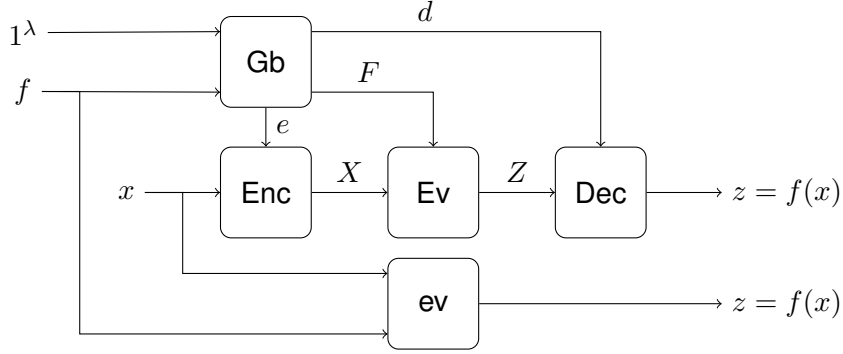 d
1^λ
Gb
F
f
e
x
Enc
X
Ev
Z
Dec
z = f(x)
ev
z = f(x)